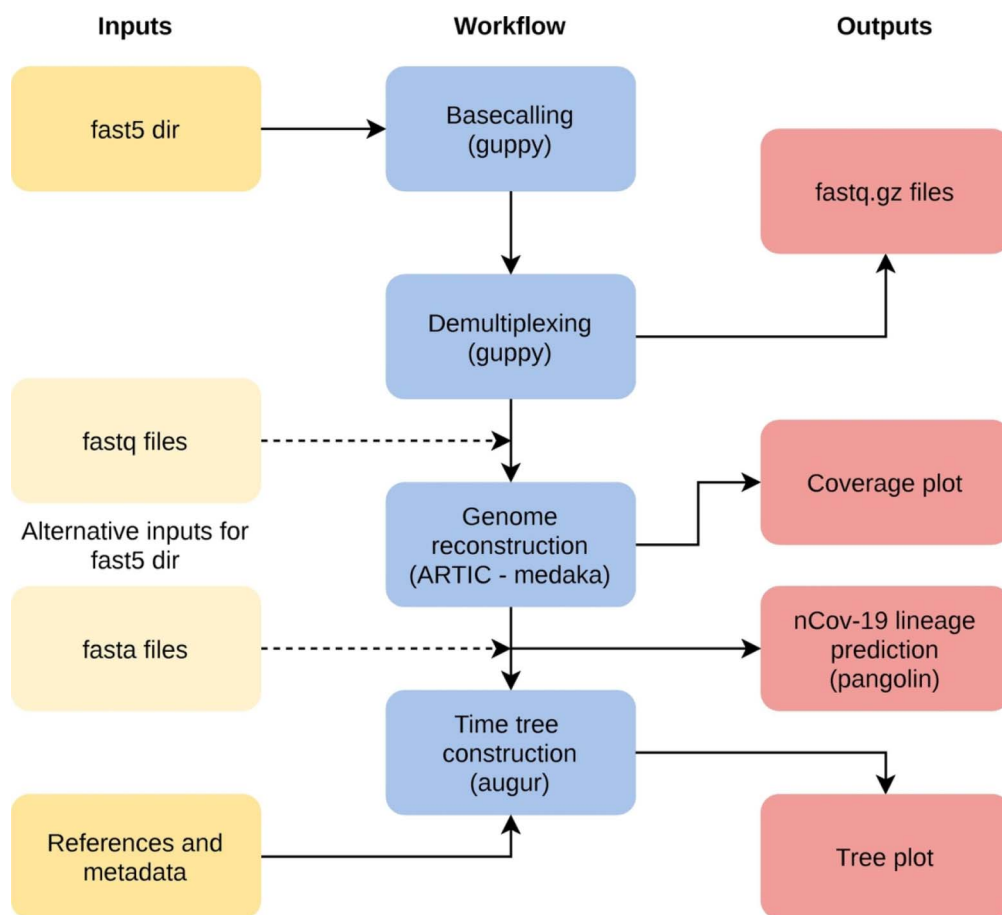 Inputs
Workflow
Outputs
fast5 dir
Basecalling
(guppy)
fastq.gz files
Demultiplexing
(guppy)
fastq files
Coverage plot
Genome
reconstruction
(ARTIC - medaka)
Alternative inputs for
fast5 dir
fasta files
nCov-19 lineage
prediction
(pangolin)
Time tree
construction
(augur)
References and
metadata
Tree plot